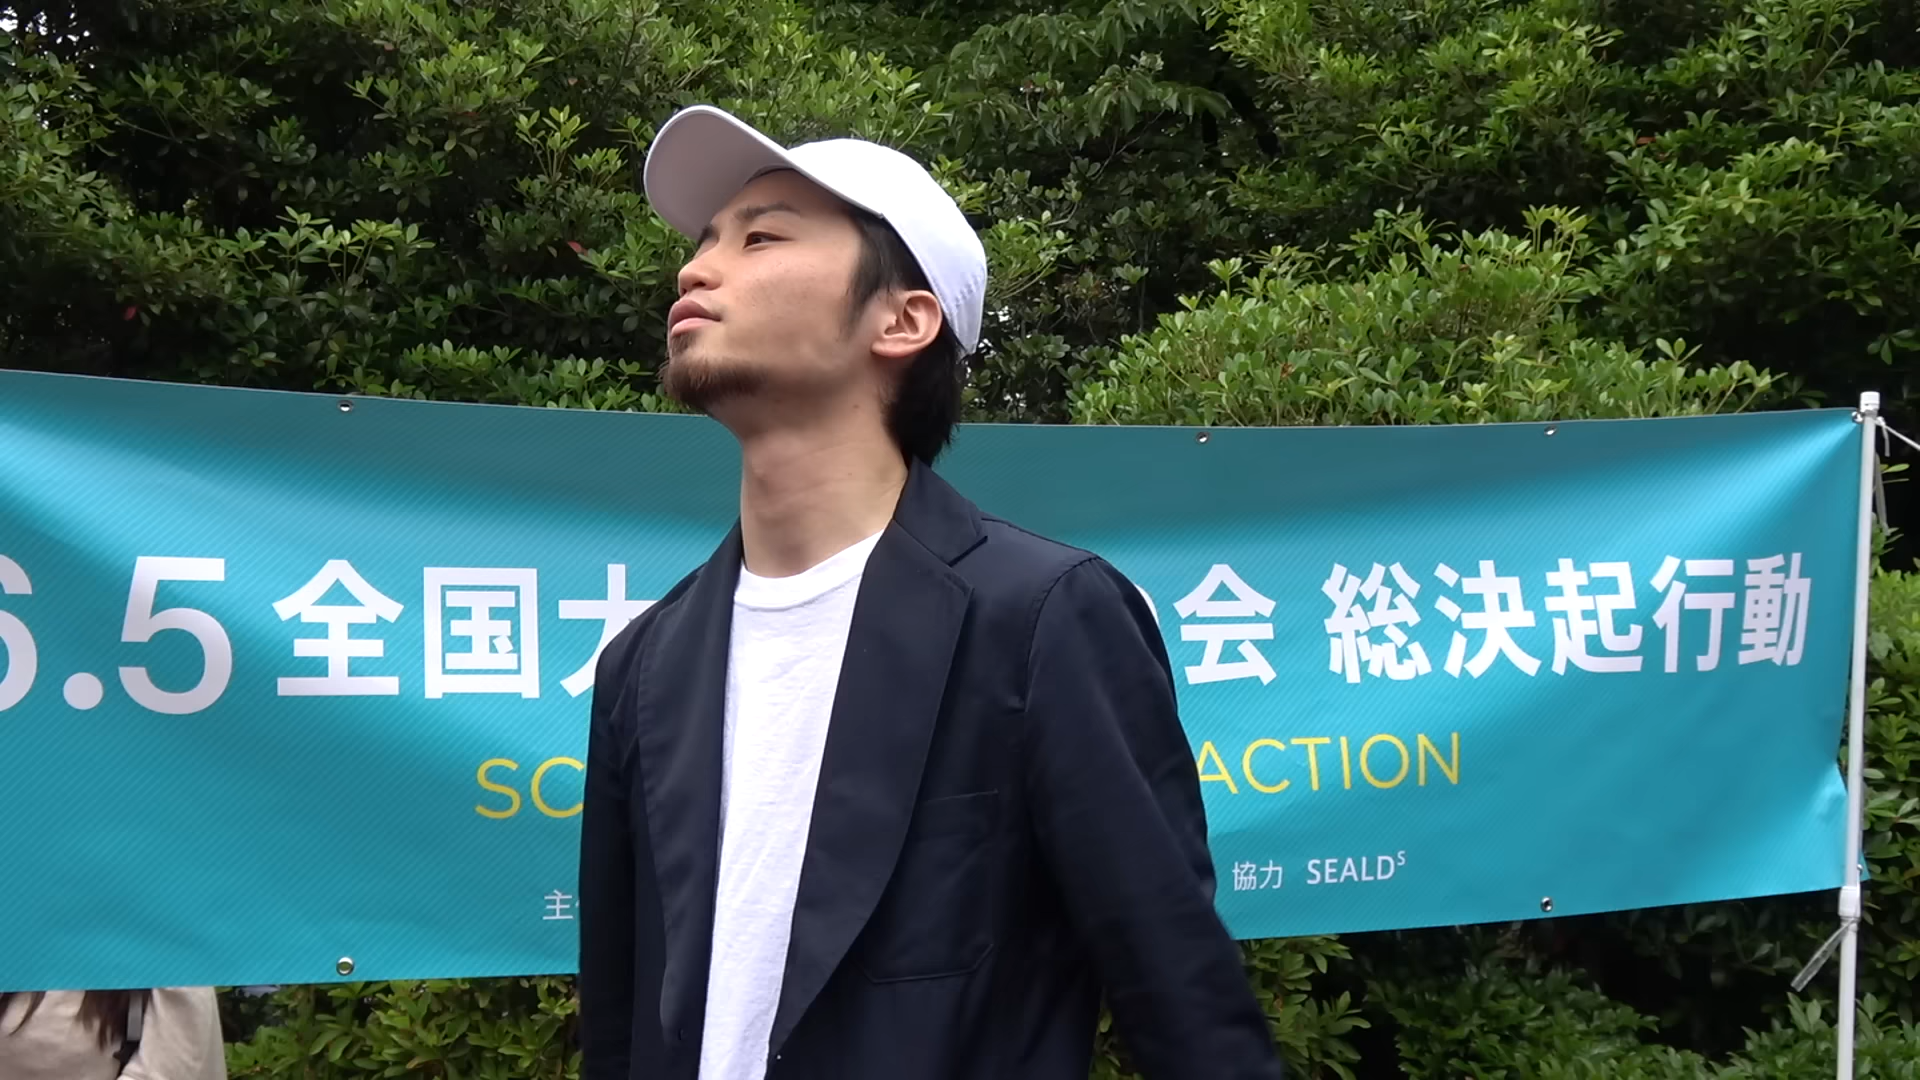 6.5 全国大 会 総決起行動
SC ACTION
主 協力 SEALDs